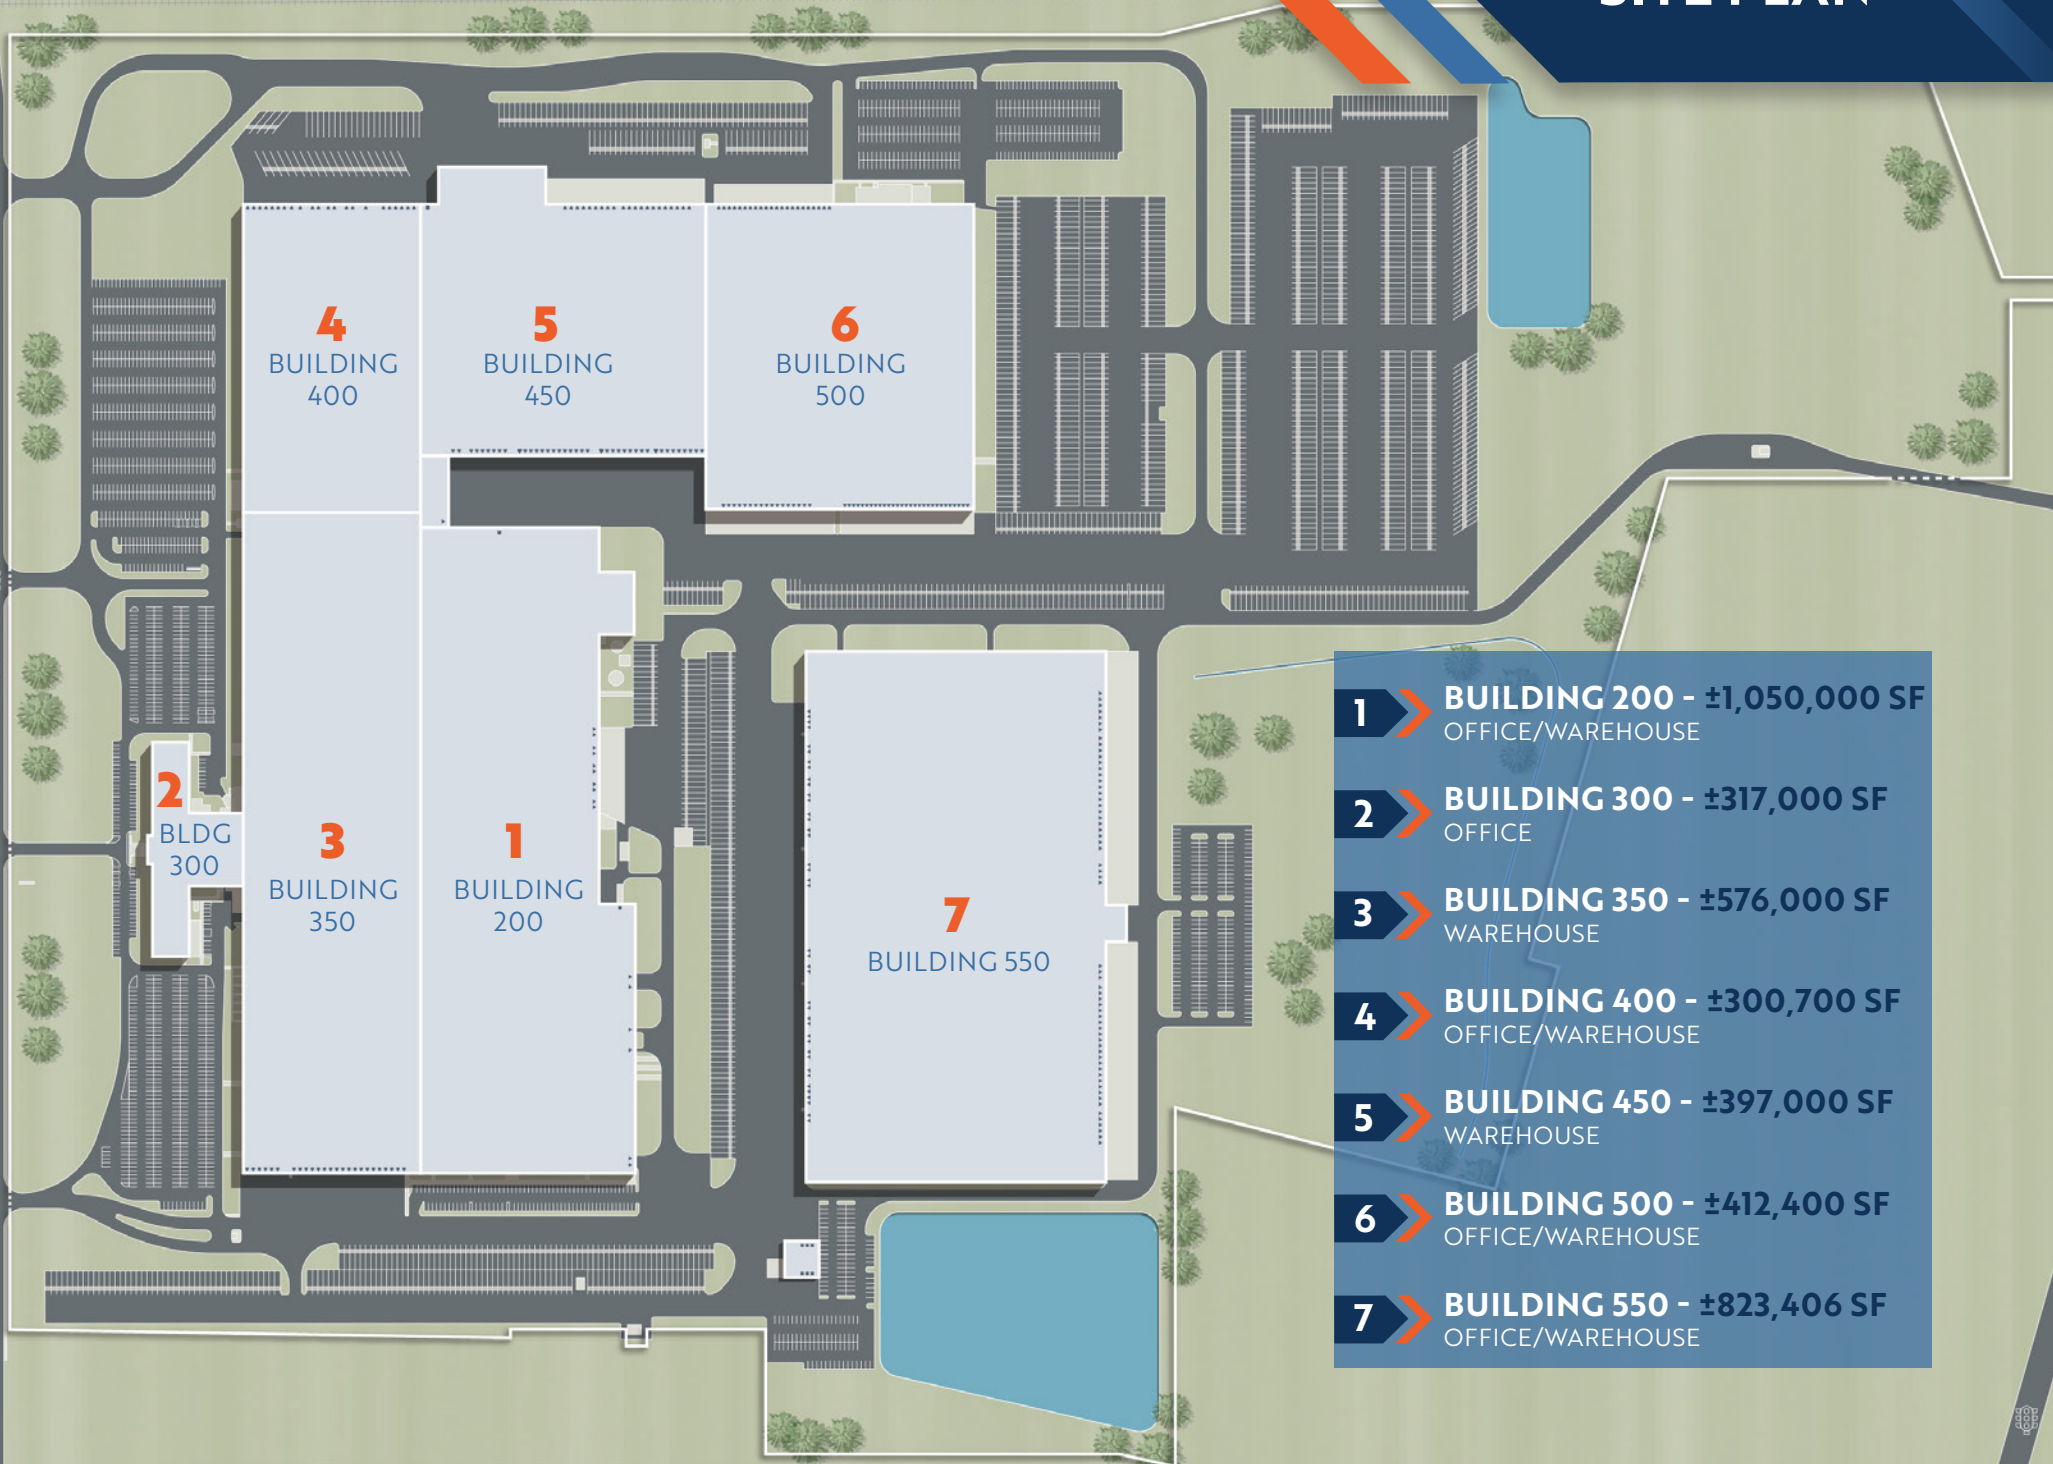 SITE PLAN
4
BUILDING
400
5
BUILDING
450
6
BUILDING
500
2
BLDG
300
3
BUILDING
350
1
BUILDING
200
7
BUILDING 550
1 BUILDING 200 - ±1,050,000 SF
OFFICE/WAREHOUSE
2 BUILDING 300 - ±317,000 SF
OFFICE
3 BUILDING 350 - ±576,000 SF
WAREHOUSE
4 BUILDING 400 - ±300,700 SF
OFFICE/WAREHOUSE
5 BUILDING 450 - ±397,000 SF
WAREHOUSE
6 BUILDING 500 - ±412,400 SF
OFFICE/WAREHOUSE
7 BUILDING 550 - ±823,406 SF
OFFICE/WAREHOUSE